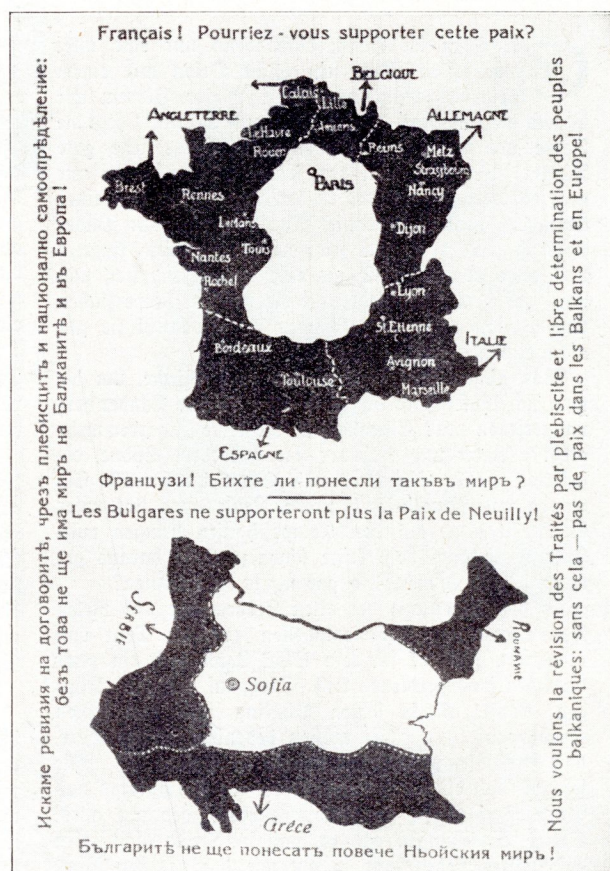 Français! Pourriez-vous supporter cette paix?
Искаме ревизия на договоритѣ, чрезъ плебисцитъ и национално самоопрѣдѣление:
безъ това не ще има миръ на Балканитѣ и въ Европа!
BELGIQUE
Calais
Lille
ANGLETERRE
Amiens
ALLEMAGNE
Le Havre
Rouen
Reims
Metz
Strasbourg
PARIS
Brest
Nancy
Rennes
Dijon
Tours
Nantes
Rochel
Lyon
St. Etienne
ITALIE
Bordeaux
Avignon
Toulouse
Marseille
ESPAGNE
Французи! Бихте ли понесли такъвъ миръ?
Les Bulgares ne supporteront plus la Paix de Neuilly!
SERBIE
ROUMANIE
Sofia
Gréce
Българитѣ не ще понесатъ повече Ньойския миръ!
Nous voulons la révision des Traités par plébiscite et libre détermination des peuples
balkaniques: sans cela — pas de paix dans les Balkans et en Europe!